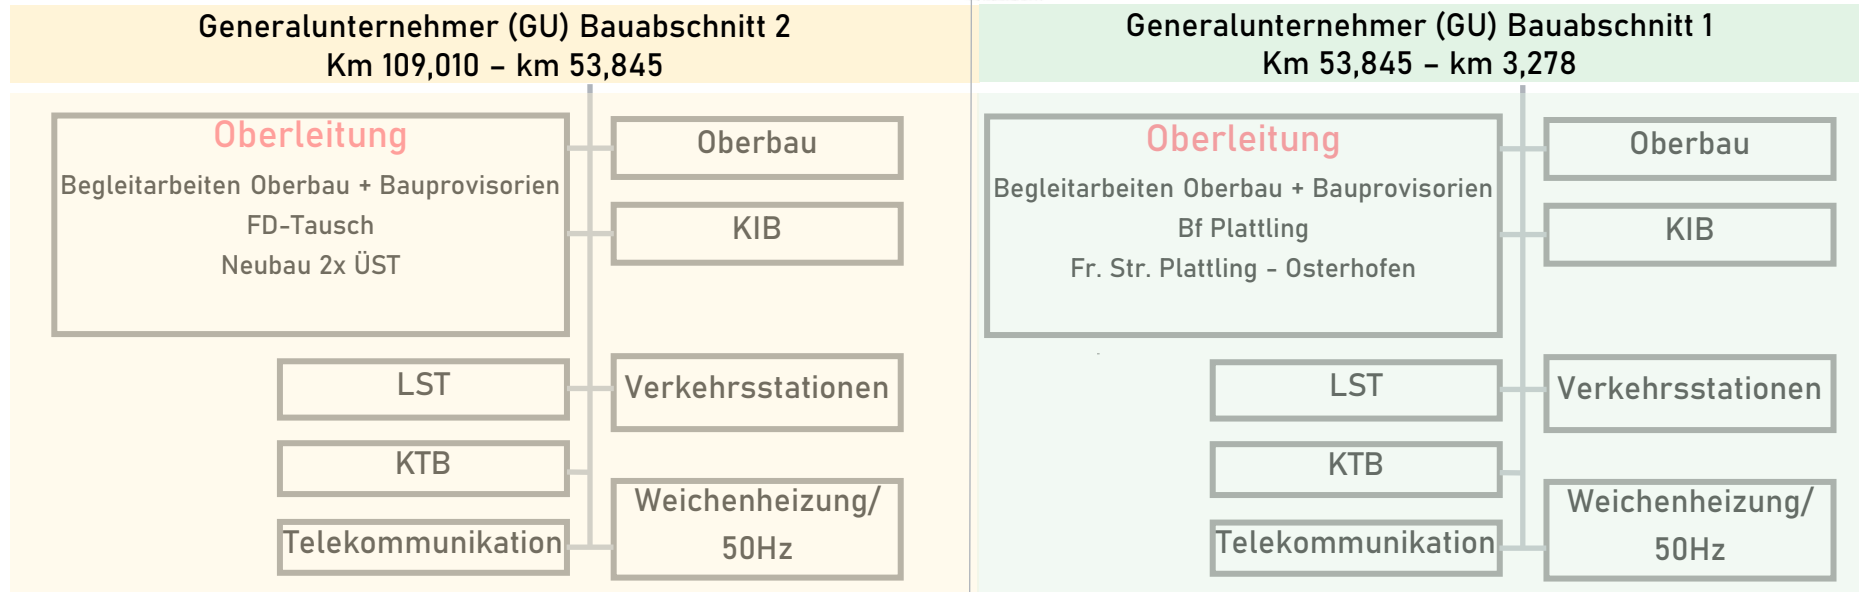 Generalunternehmer (GU) Bauabschnitt 2
Km 109,010 – km 53,845
Oberleitung
Begleitarbeiten Oberbau + Bauprovisorien
FD-Tausch
Neubau 2x ÜST
Oberbau
KIB
LST
Verkehrsstationen
KTB
Weichenheizung/
50Hz
Telekommunikation
Generalunternehmer (GU) Bauabschnitt 1
Km 53,845 – km 3,278
Oberleitung
Begleitarbeiten Oberbau + Bauprovisorien
Bf Plattling
Fr. Str. Plattling - Osterhofen
Oberbau
KIB
LST
Verkehrsstationen
KTB
Weichenheizung/
50Hz
Telekommunikation